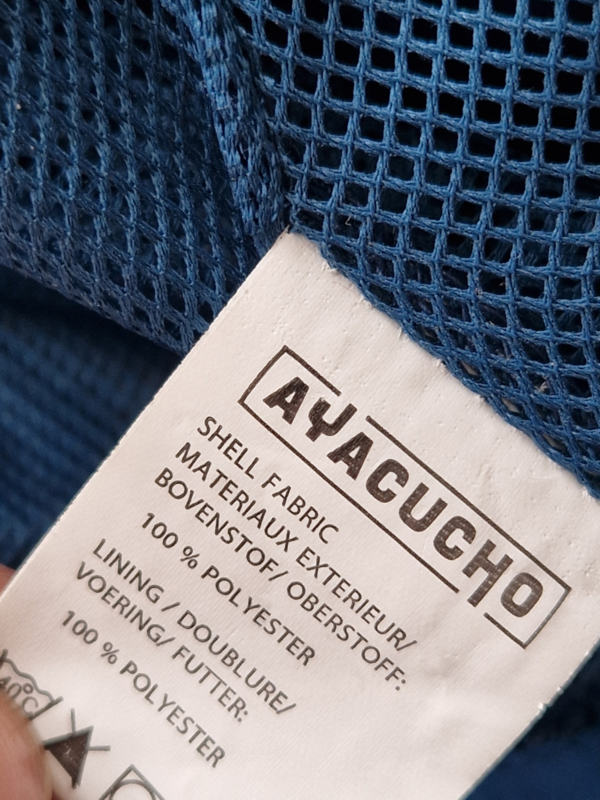 AYACUCHO
SHELL FABRIC
MATERIAUX EXTERIEUR/
BOVENSTOF/ OBERSTOFF:
100 % POLYESTER
LINING / DOUBLURE/
VOERING/ FUTTER:
100 % POLYESTER
40°C